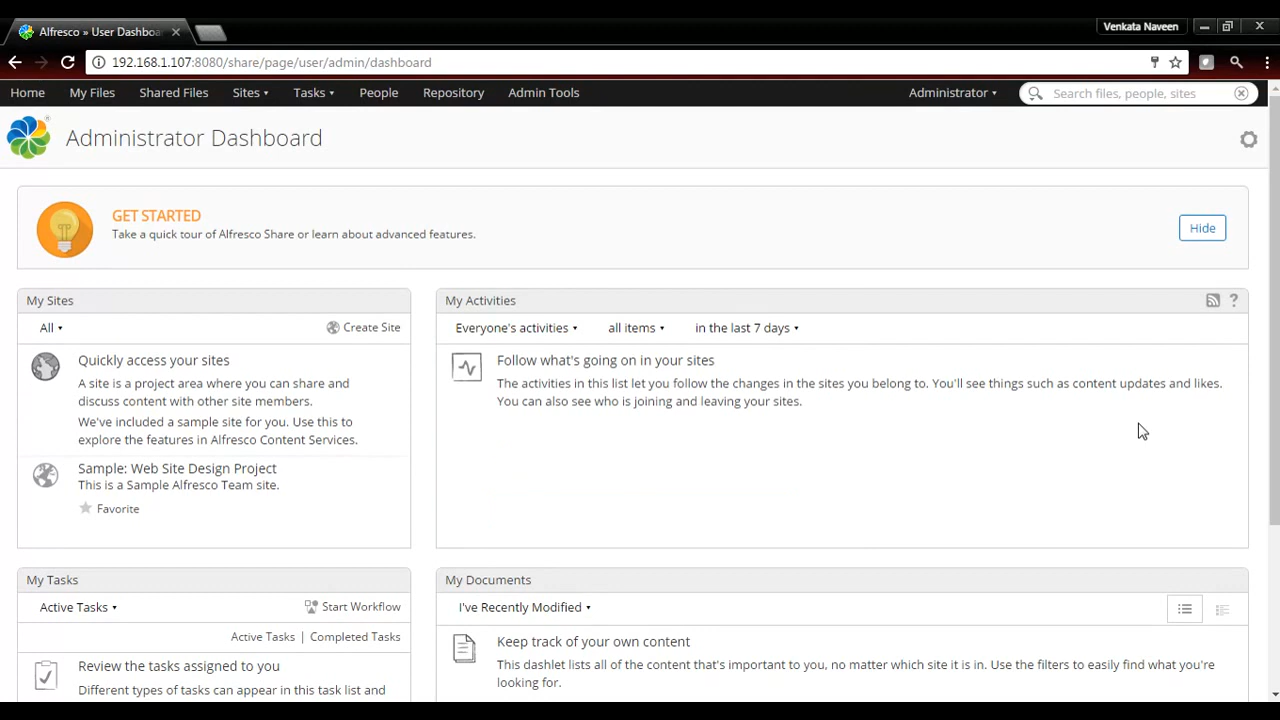 Alfresco » User Dashboa
Venkata Naveen
192.168.1.107:8080/share/page/user/admin/dashboard
Home My Files Shared Files Sites Tasks People Repository Admin Tools Administrator Search files, people, sites
Administrator Dashboard
GET STARTED
Take a quick tour of Alfresco Share or learn about advanced features.
Hide
My Sites
All Create Site
Quickly access your sites
A site is a project area where you can share and
discuss content with other site members.
We've included a sample site for you. Use this to
explore the features in Alfresco Content Services.
Sample: Web Site Design Project
This is a Sample Alfresco Team site.
Favorite
My Activities
?
Everyone's activities all items in the last 7 days
Follow what's going on in your sites
The activities in this list let you follow the changes in the sites you belong to. You'll see things such as content updates and likes.
You can also see who is joining and leaving your sites.
My Tasks
Active Tasks Start Workflow
Active Tasks | Completed Tasks
Review the tasks assigned to you
Different types of tasks can appear in this task list and
My Documents
I've Recently Modified
Keep track of your own content
This dashlet lists all of the content that's important to you, no matter which site it is in. Use the filters to easily find what you're
looking for.